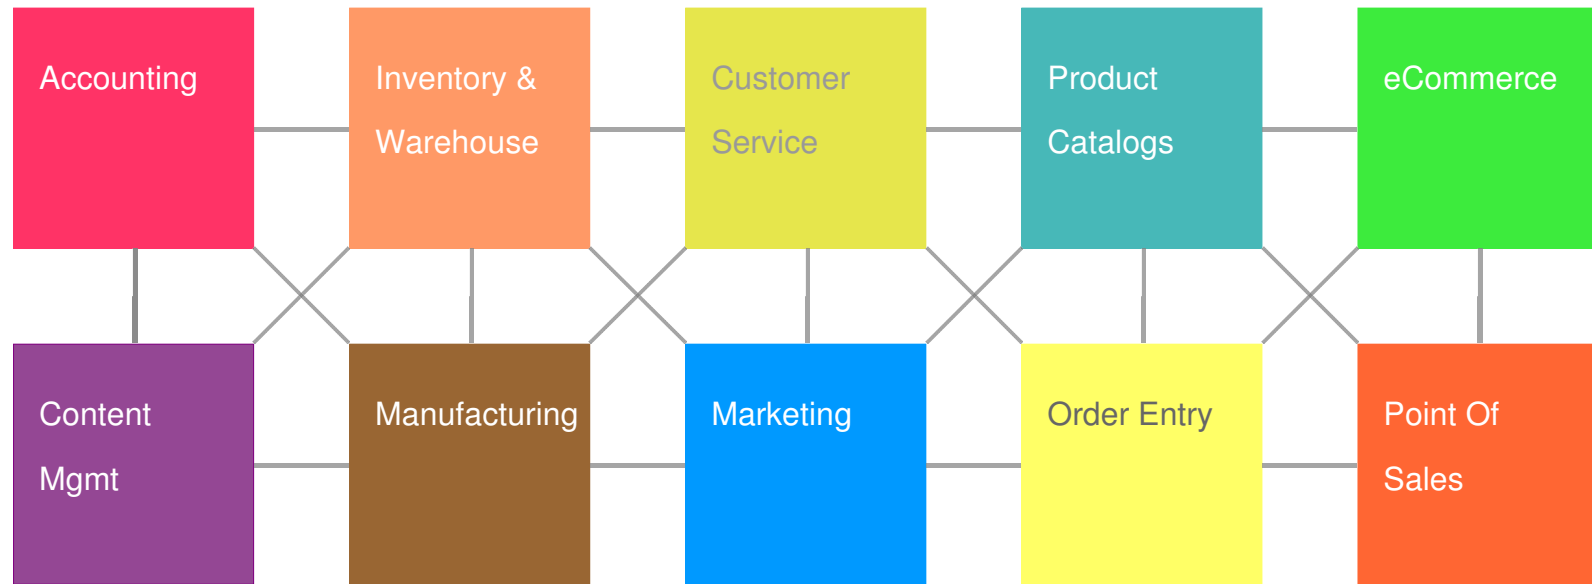 Accounting
Inventory &
Warehouse
Customer
Service
Product
Catalogs
eCommerce
Content
Mgmt
Manufacturing
Marketing
Order Entry
Point Of
Sales